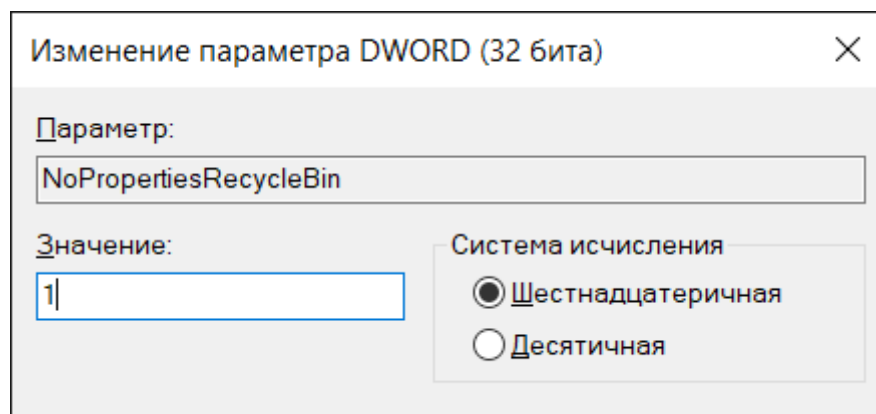 Изменение параметра DWORD (32 бита)
Параметр:
NoPropertiesRecycleBin
Значение:
1
Система исчисления
Шестнадцатеричная
Десятичная